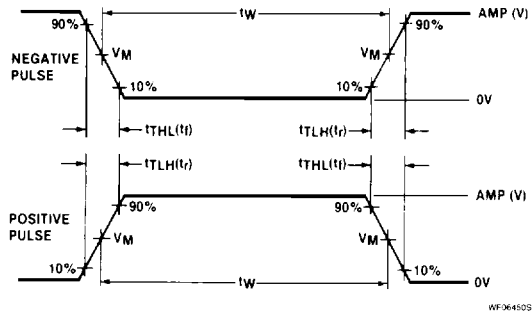 tW
90%
90%
AMP (V)
NEGATIVE
PULSE
VM
VM
10%
10%
0V
tTHL(tf)
tTLH(tr)
tTLH(tr)
tTHL(tf)
AMP (V)
90%
90%
POSITIVE
PULSE
VM
VM
10%
10%
tW
0V
WF06450S